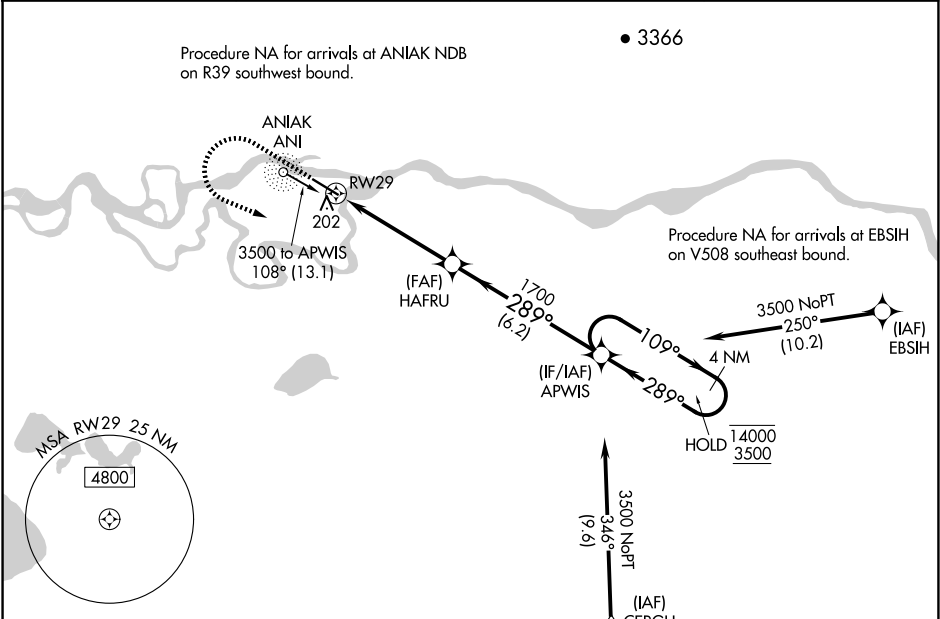 3366
Procedure NA for arrivals at ANIAK NDB
on R39 southwest bound.
ANIAK
ANI
RW29
202
3500 to APWIS
108° (13.1)
Procedure NA for arrivals at EBSIH
on V508 southeast bound.
(FAF)
HAFRU
1700
289°
(6.2)
3500 NoPT
250°
(10.2)
(IAF)
EBSIH
109°
4 NM
(IF/IAF)
APWIS
289°
HOLD
14000
3500
MSA RW29 25 NM
4800
3500 NoPT
346°
(9.6)
(IAF)